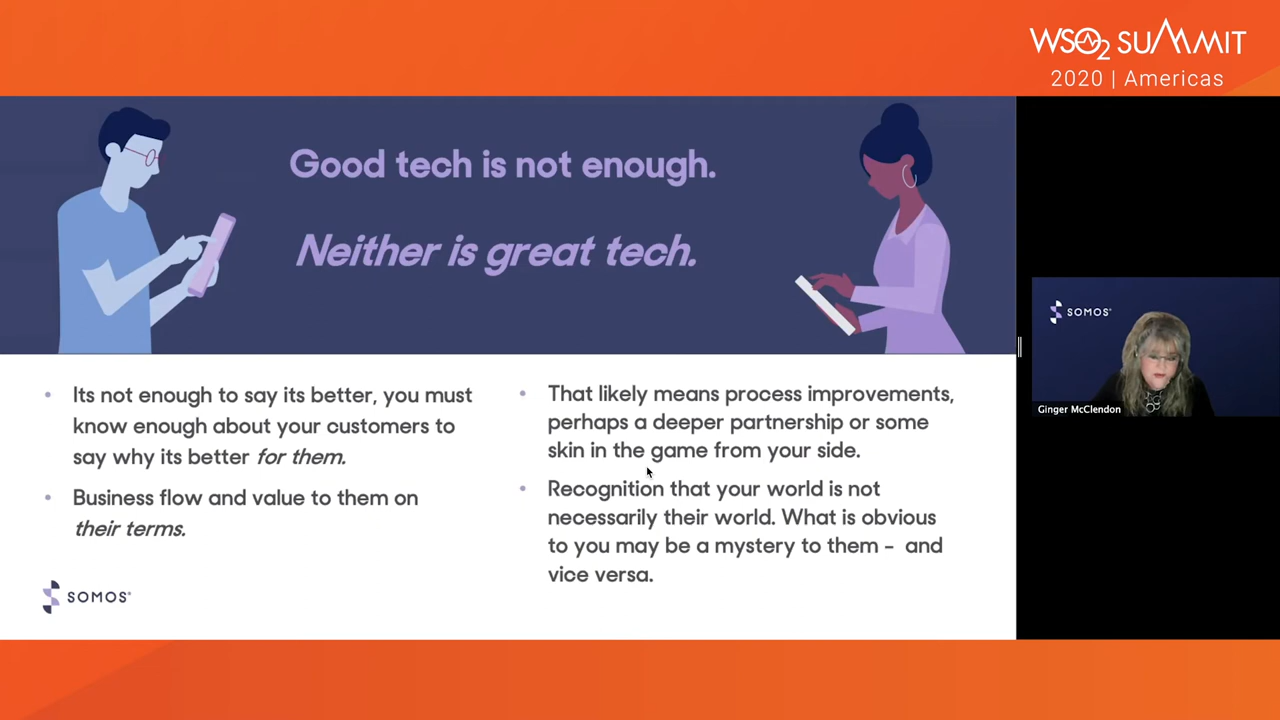 WSO2 SUMMIT
2020 | Americas
Good tech is not enough.
Neither is great tech.
• Its not enough to say its better, you must
know enough about your customers to
say why its better for them.
• Business flow and value to them on
their terms.
• That likely means process improvements,
perhaps a deeper partnership or some
skin in the game from your side.
• Recognition that your world is not
necessarily their world. What is obvious
to you may be a mystery to them - and
vice versa.
SOMOS®
SOMOS®
Ginger McClendon